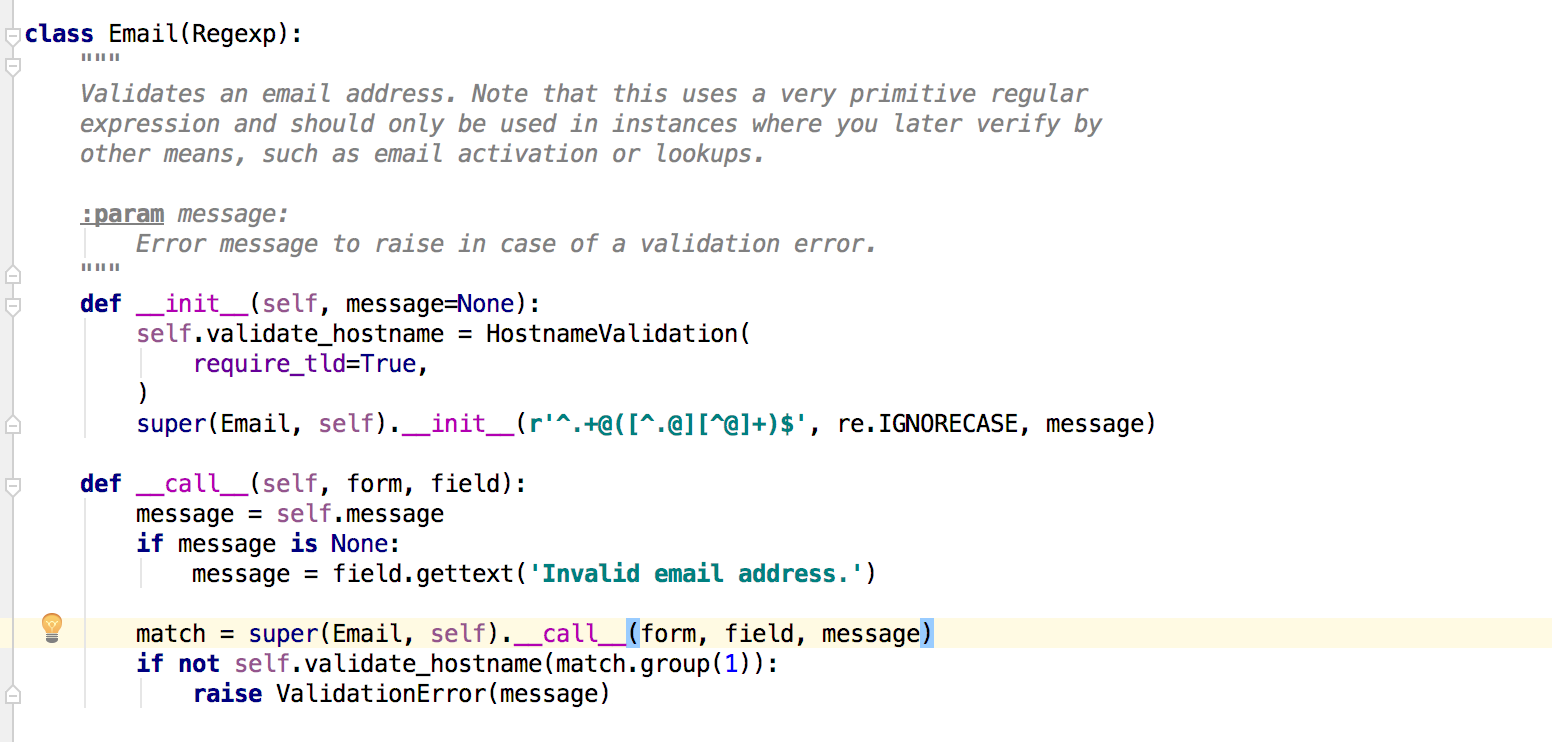 class Email(Regexp):
    """
    Validates an email address. Note that this uses a very primitive regular
    expression and should only be used in instances where you later verify by
    other means, such as email activation or lookups.

    :param message:
        Error message to raise in case of a validation error.
    """
    def __init__(self, message=None):
        self.validate_hostname = HostnameValidation(
            require_tld=True,
        )
        super(Email, self).__init__(r'^.+@([^.@][^@]+)$', re.IGNORECASE, message)

    def __call__(self, form, field):
        message = self.message
        if message is None:
            message = field.gettext('Invalid email address.')

        match = super(Email, self).__call__(form, field, message)
        if not self.validate_hostname(match.group(1)):
            raise ValidationError(message)